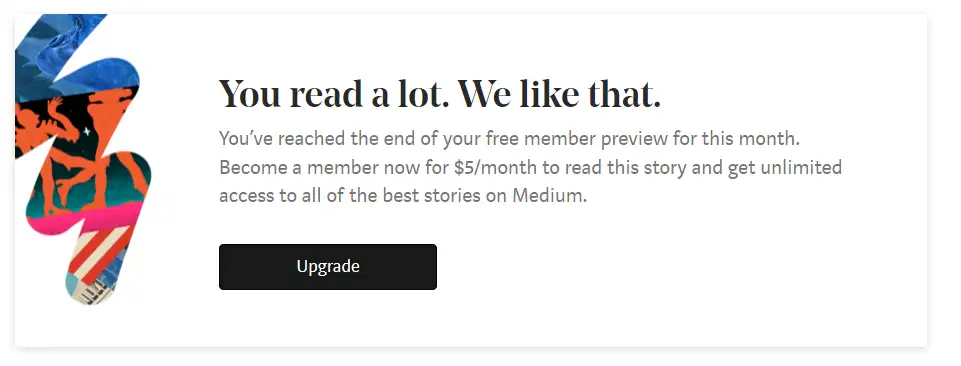 You read a lot. We like that.
You’ve reached the end of your free member preview for this month.
Become a member now for $5/month to read this story and get unlimited
access to all of the best stories on Medium.
Upgrade